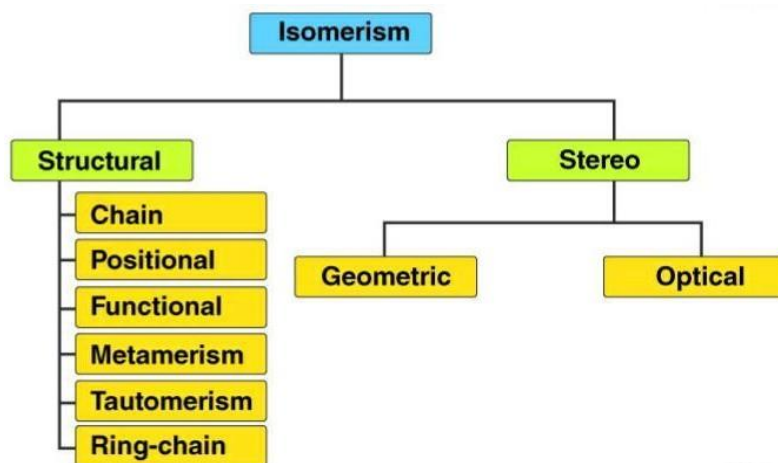 Isomerism
Structural
Stereo
Chain
Positional
Functional
Metamerism
Tautomerism
Ring-chain
Geometric
Optical